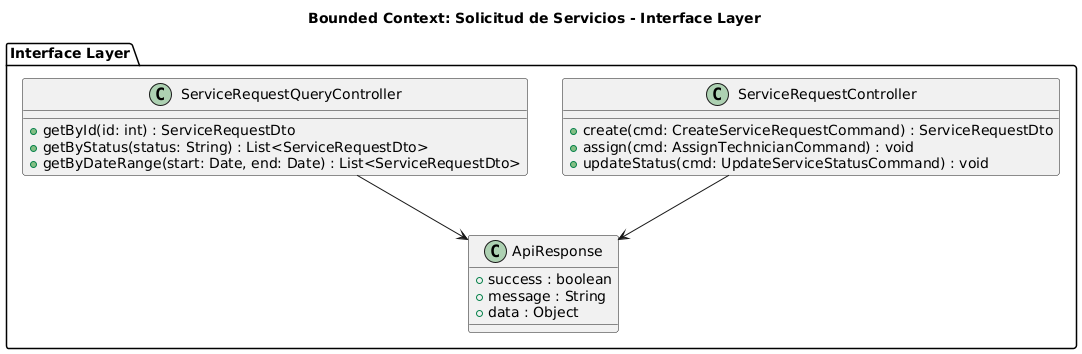 Bounded Context: Solicitud de Servicios - Interface Layer
Interface Layer
C ServiceRequestQueryController
getById(id: int) : ServiceRequestDto
getByStatus(status: String) : List<ServiceRequestDto>
getByDateRange(start: Date, end: Date) : List<ServiceRequestDto>
C ServiceRequestController
create(cmd: CreateServiceRequestCommand) : ServiceRequestDto
assign(cmd: AssignTechnicianCommand) : void
updateStatus(cmd: UpdateServiceStatusCommand) : void
C ApiResponse
success : boolean
message : String
data : Object